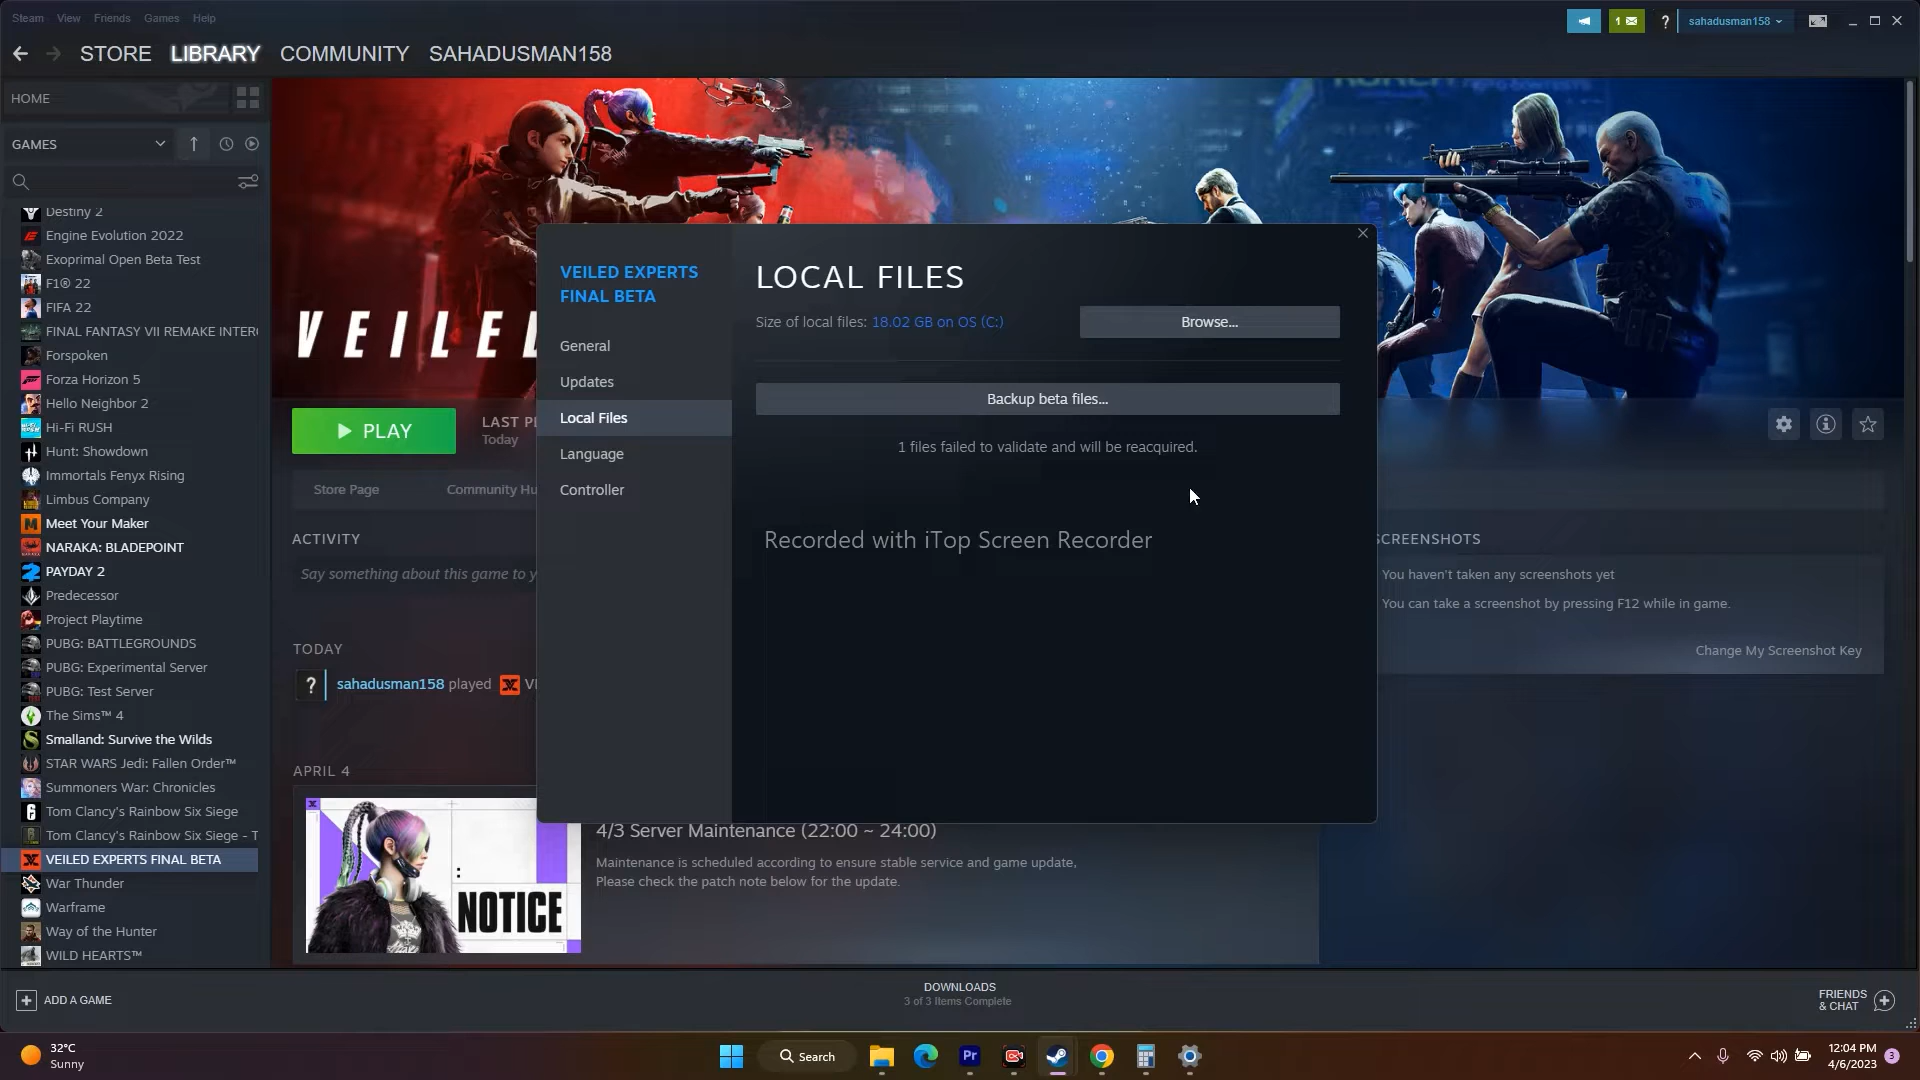 Steam View Friends Games Help
1
?
sahadusman158
STORE LIBRARY COMMUNITY SAHADUSMAN158
HOME
GAMES
Destiny 2
Engine Evolution 2022
Exoprimal Open Beta Test
F1® 22
FIFA 22
FINAL FANTASY VII REMAKE INTER
Forspoken
Forza Horizon 5
Hello Neighbor 2
Hi-Fi RUSH
Hunt: Showdown
Immortals Fenyx Rising
Limbus Company
Meet Your Maker
NARAKA: BLADEPOINT
PAYDAY 2
Predecessor
Project Playtime
PUBG: BATTLEGROUNDS
PUBG: Experimental Server
PUBG: Test Server
The Sims™ 4
Smalland: Survive the Wilds
STAR WARS Jedi: Fallen Order™
Summoners War: Chronicles
Tom Clancy's Rainbow Six Siege
Tom Clancy's Rainbow Six Siege - T
VEILED EXPERTS FINAL BETA
War Thunder
Warframe
Way of the Hunter
WILD HEARTS™
VEILED
PLAY
LAST PL
Today
Store Page
Community Hu
ACTIVITY
Say something about this game to y
TODAY
?
sahadusman158 played
VE
APRIL 4
NOTICE
4/3 Server Maintenance (22:00 ~ 24:00)
Maintenance is scheduled according to ensure stable service and game update,
Please check the patch note below for the update.
VEILED EXPERTS
FINAL BETA
General
Updates
Local Files
Language
Controller
LOCAL FILES
Size of local files: 18.02 GB on OS (C:)
Browse...
Backup beta files...
1 files failed to validate and will be reacquired.
Recorded with iTop Screen Recorder
SCREENSHOTS
You haven't taken any screenshots yet
You can take a screenshot by pressing F12 while in game.
Change My Screenshot Key
ADD A GAME
DOWNLOADS
3 of 3 Items Complete
FRIENDS
& CHAT
32°C
Sunny
Search
Pr
12:04 PM
4/6/2023
3